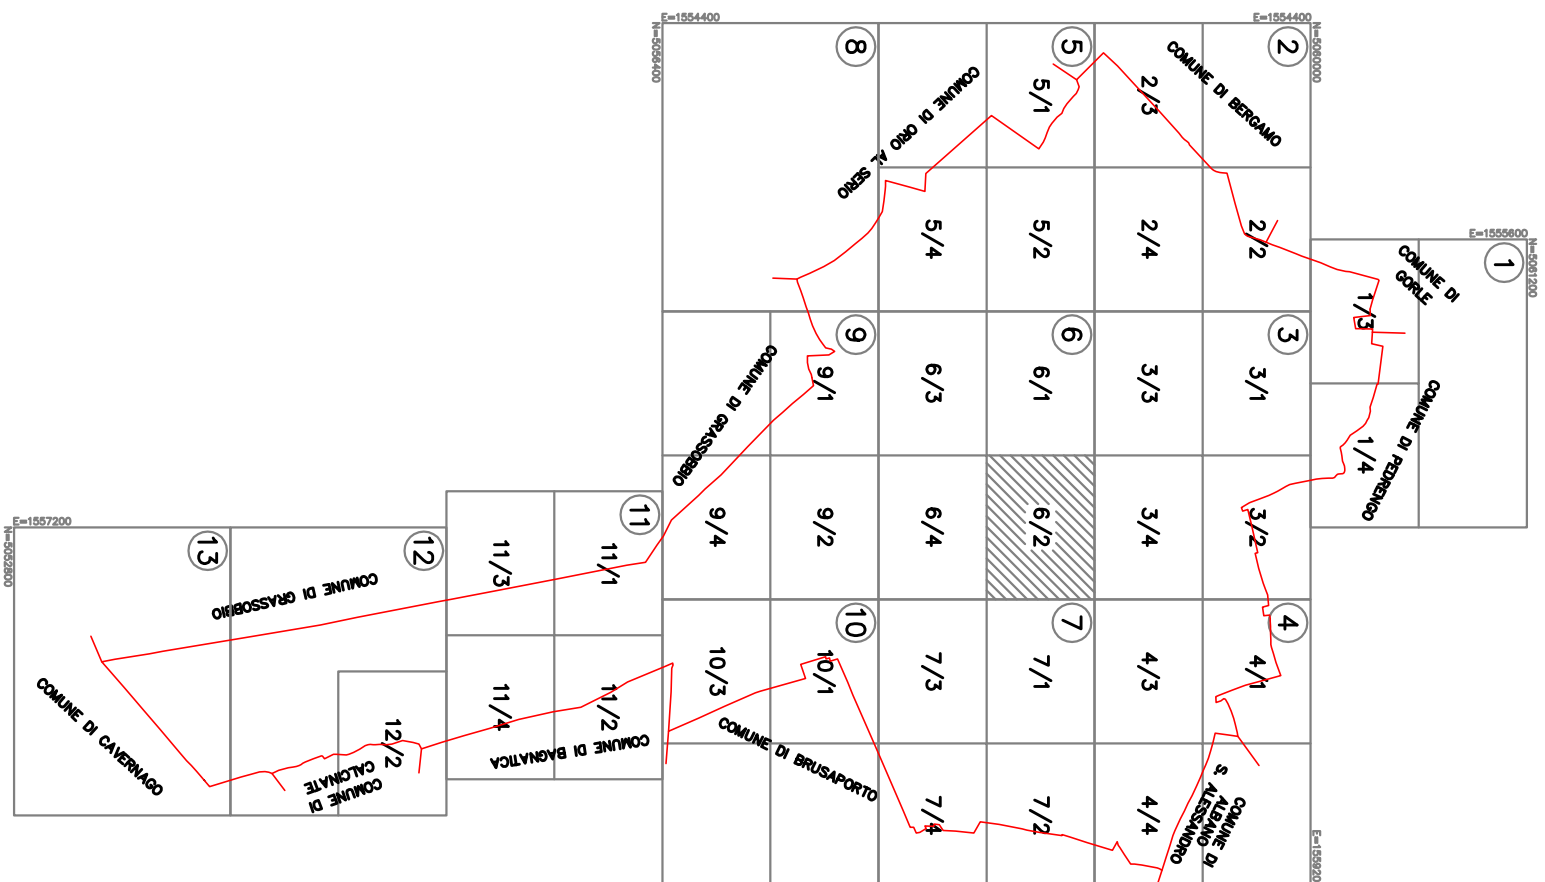 1
N=5061200
E=1555600
COMUNE DI
GORLE
1/3
1/4
COMUNE DI PEDRENGO
E=1554400
N=5060000
2
COMUNE DI BERGAMO
2/2
2/3
2/4
3
3/1
3/2
3/3
3/4
4
4/1
4/3
4/4
COMUNE DI
ALBANO
S. ALESSANDRO
5
5/1
5/2
5/4
COMUNE DI ORIO AL SERIO
6
6/1
6/2
6/3
6/4
7
7/1
7/2
7/3
7/4
E=1554400
N=5056400
8
9
9/1
9/2
9/4
COMUNE DI GRASSOBBIO
10
10/1
10/3
COMUNE DI BRUSAPORTO
11
11/1
11/2
11/3
11/4
COMUNE DI BAGNATICA
12
12/2
COMUNE DI GRASSOBBIO
COMUNE DI
CALCINATE
13
COMUNE DI CAVERNAGO
E=1557200
N=5052800